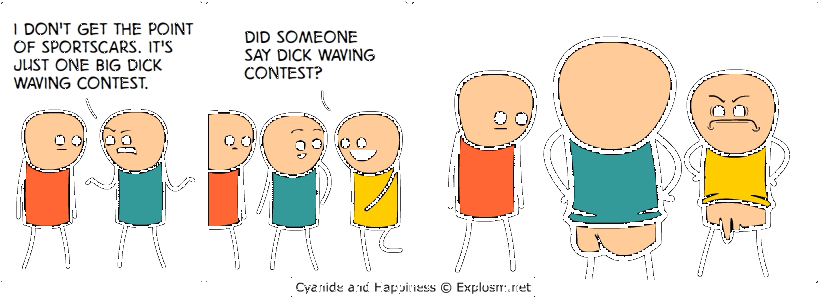 I DON'T GET THE POINT
OF SPORTSCARS. IT'S
JUST ONE BIG DICK
WAVING CONTEST.
DID SOMEONE
SAY DICK WAVING
CONTEST?
Cyanide and Happiness © Explosm.net